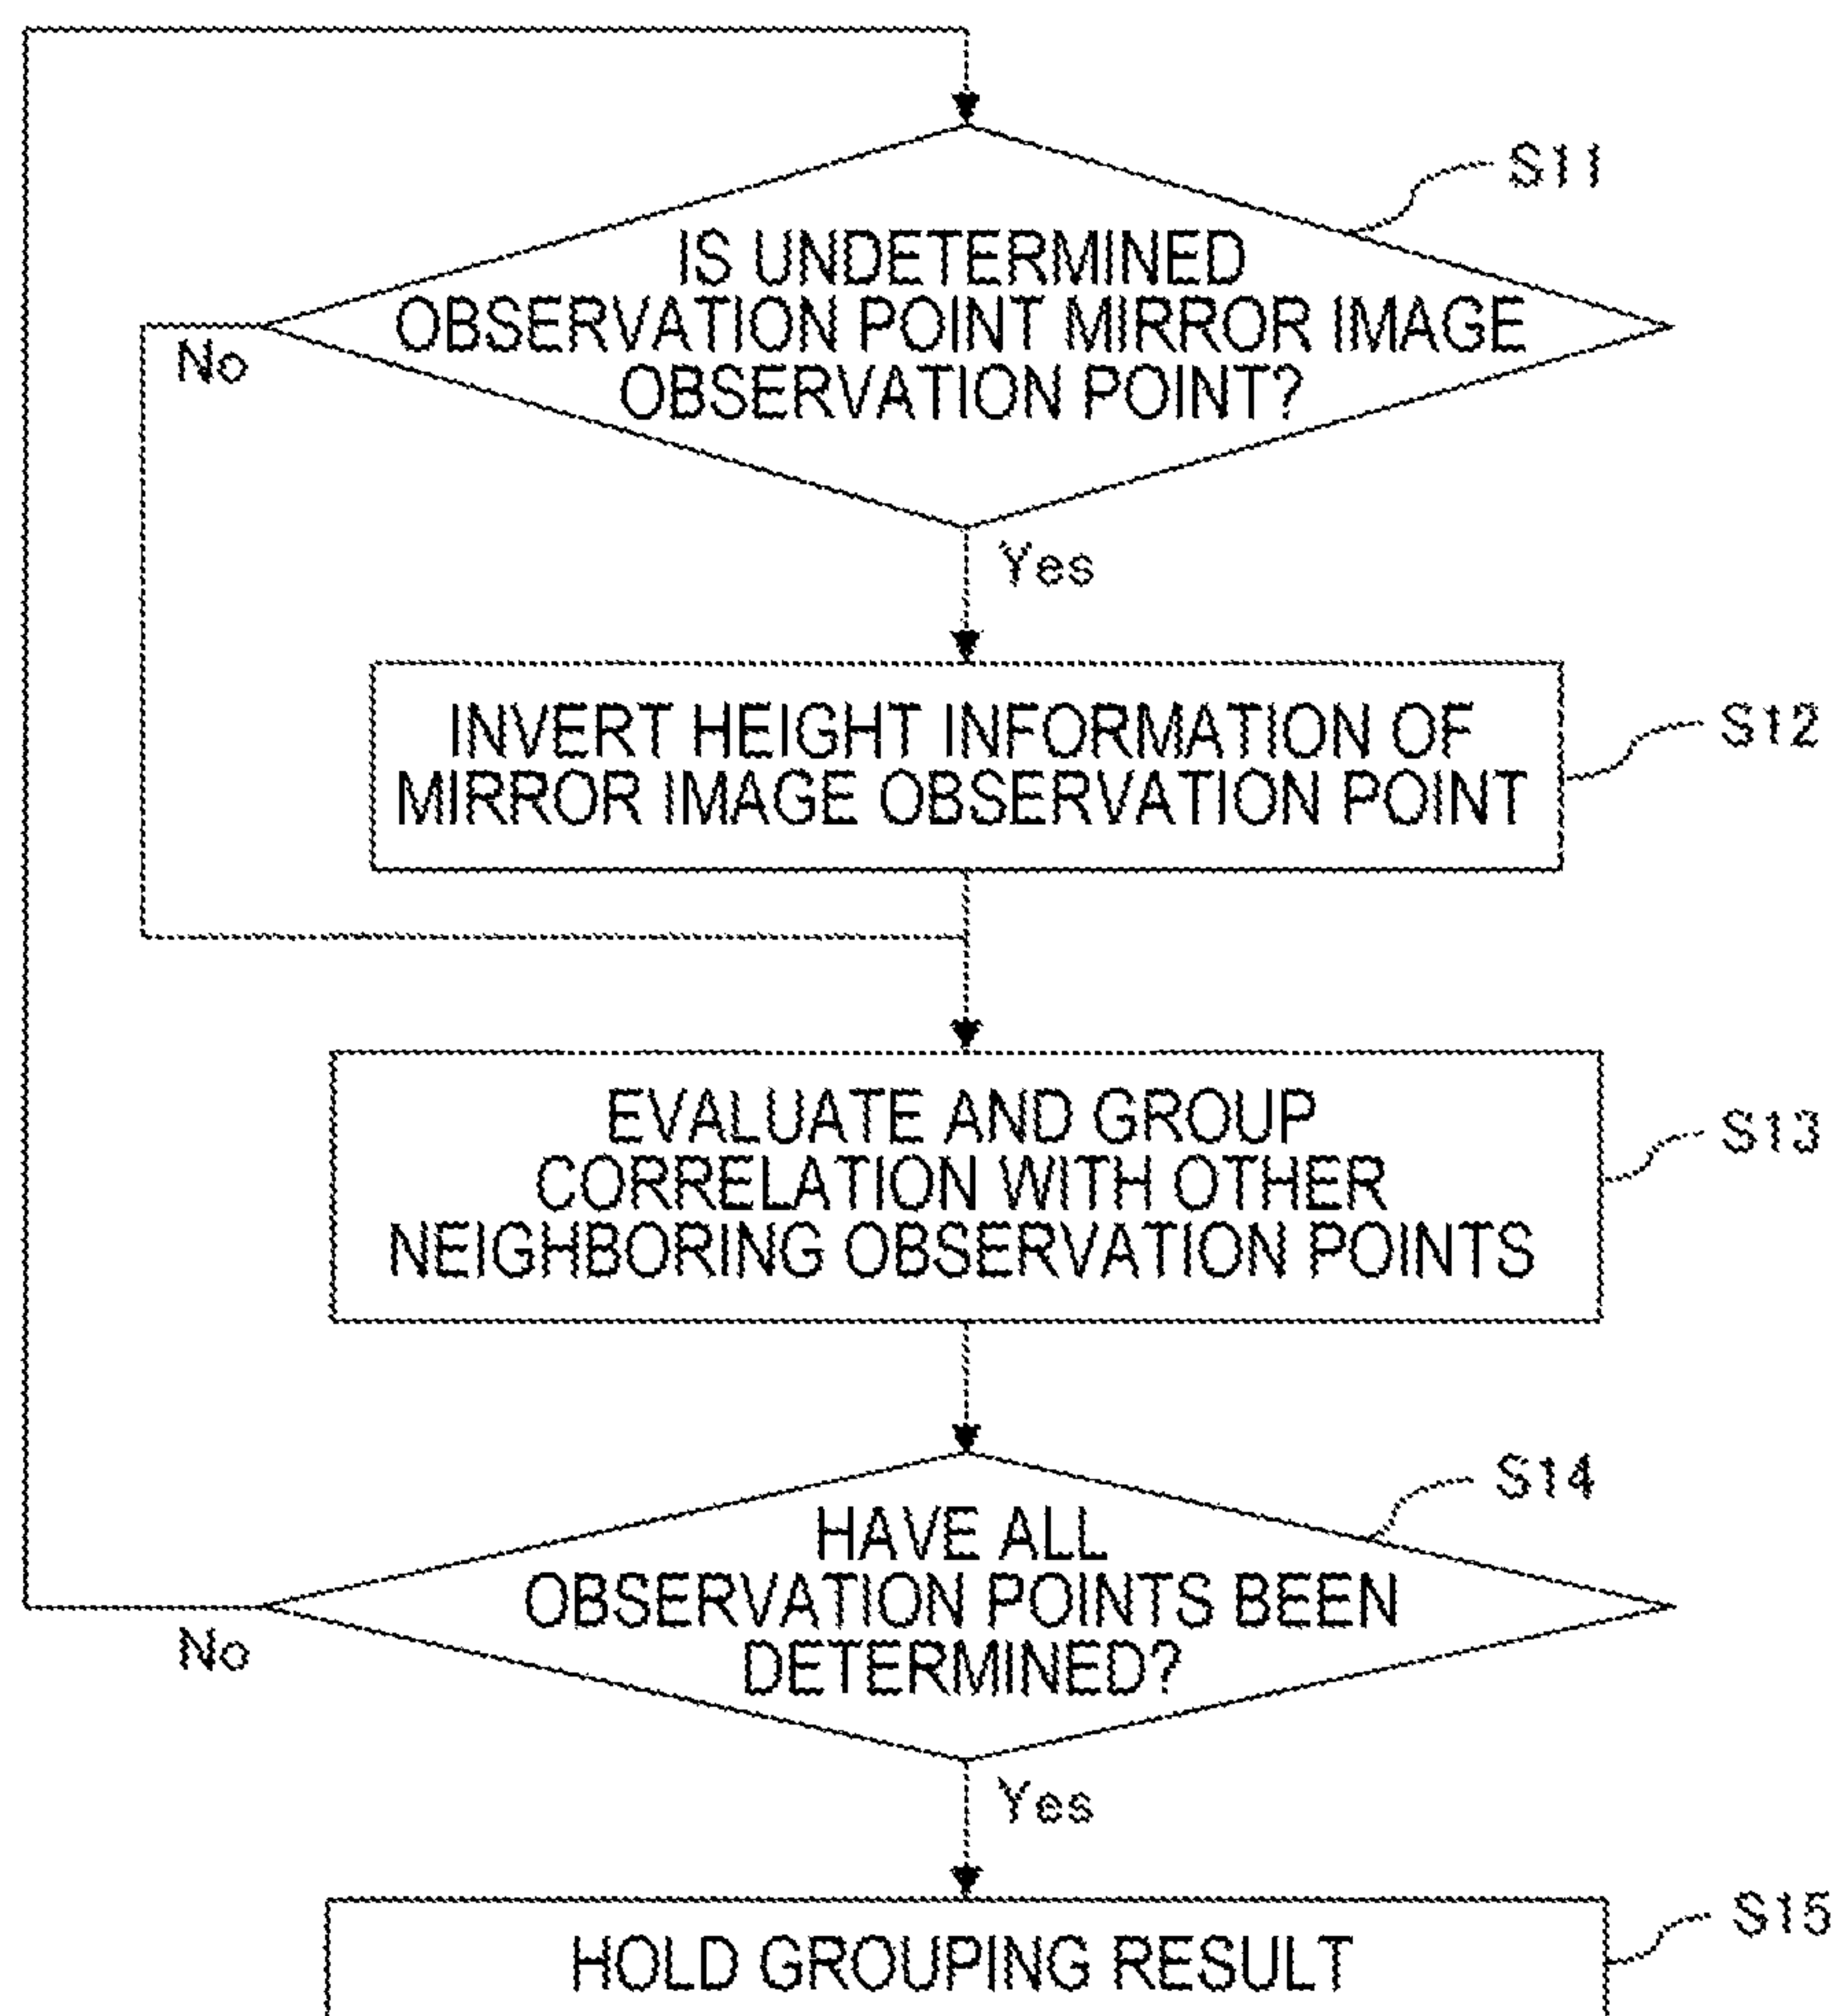 S11
IS UNDETERMINED
OBSERVATION POINT MIRROR IMAGE
OBSERVATION POINT?
No
Yes
INVERT HEIGHT INFORMATION OF
MIRROR IMAGE OBSERVATION POINT
S12
EVALUATE AND GROUP
CORRELATION WITH OTHER
NEIGHBORING OBSERVATION POINTS
S13
S14
HAVE ALL
OBSERVATION POINTS BEEN
DETERMINED?
No
Yes
HOLD GROUPING RESULT
S15